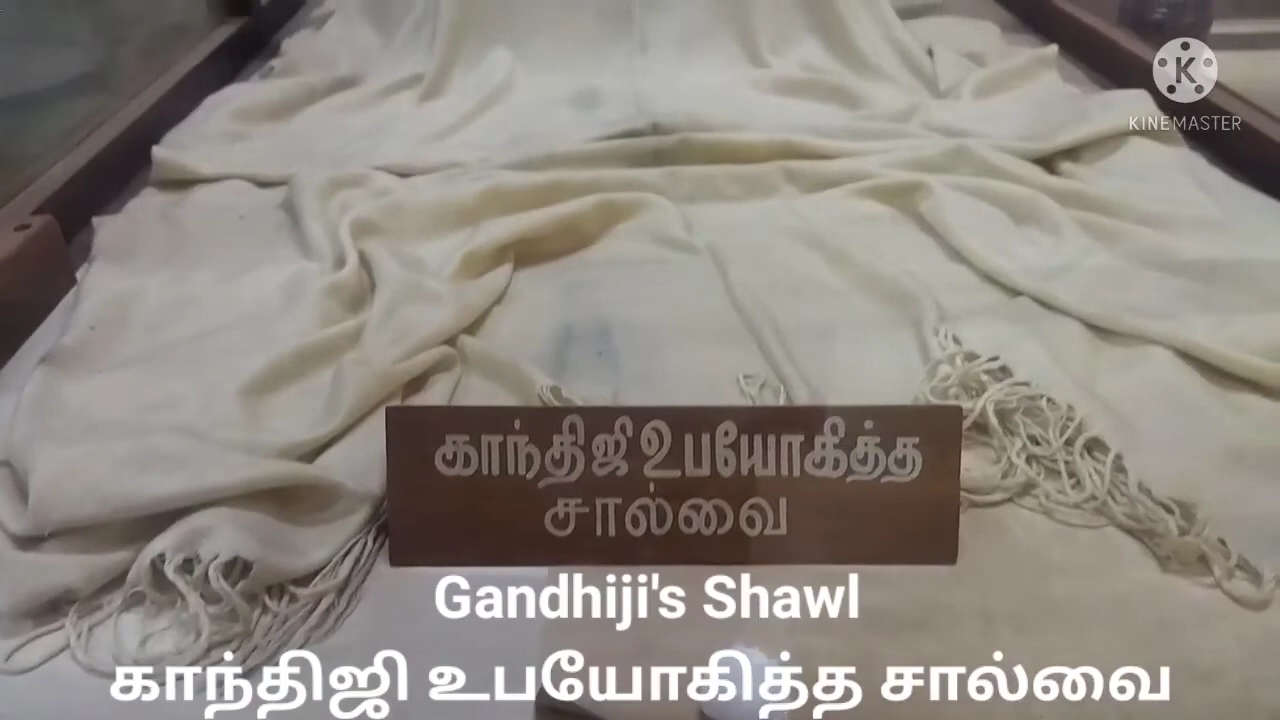 K
KINEMASTER
காந்திஜி உபயோகித்த
சால்வை
Gandhiji's Shawl
காந்திஜி உபயோகித்த சால்வை